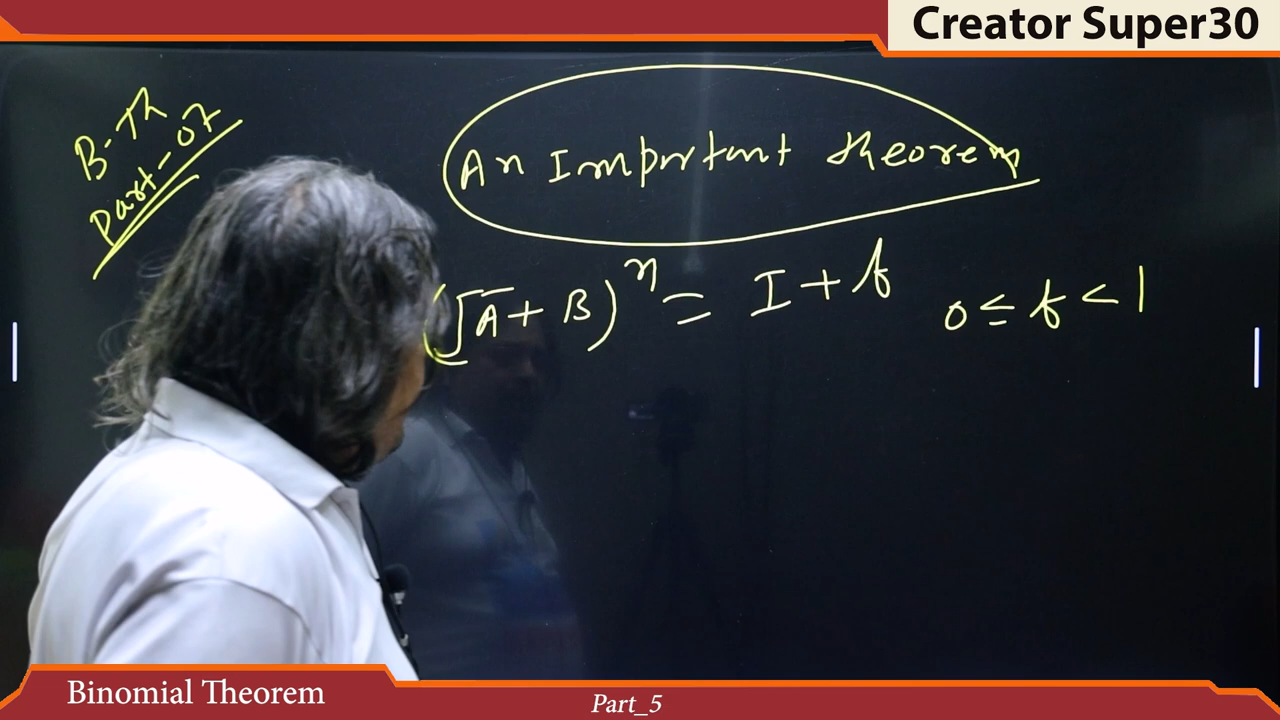 Creator Super30
B-Th
Part-07
An Important theorem
(√A + B)^n = I + f 0 ≤ f < 1
Binomial Theorem
Part_5